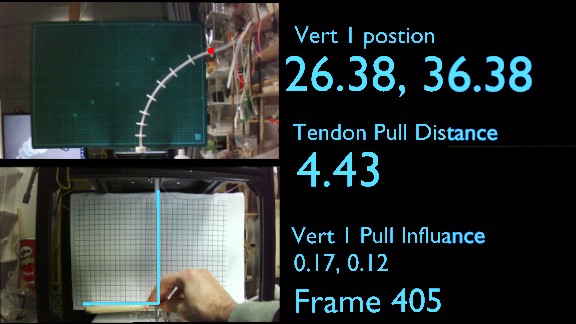 Vert 1 postion
26.38, 36.38
Tendon Pull Distance
4.43
Vert 1 Pull Influance
0.17, 0.12
Frame 405